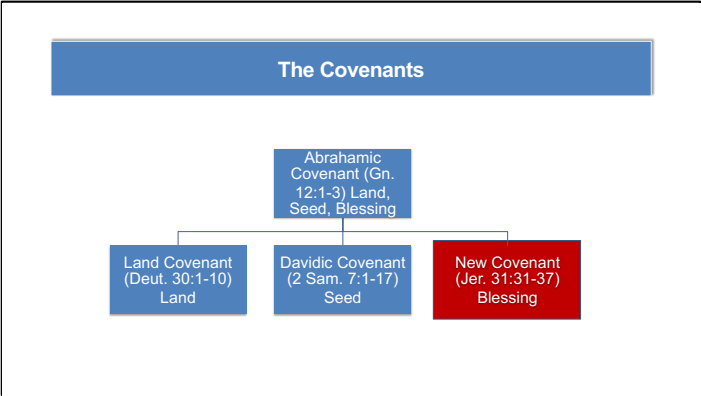 The Covenants
Abrahamic
Covenant (Gn.
12:1-3) Land,
Seed, Blessing
Land Covenant
(Deut. 30:1-10)
Land
Davidic Covenant
(2 Sam. 7:1-17)
Seed
New Covenant
(Jer. 31:31-37)
Blessing